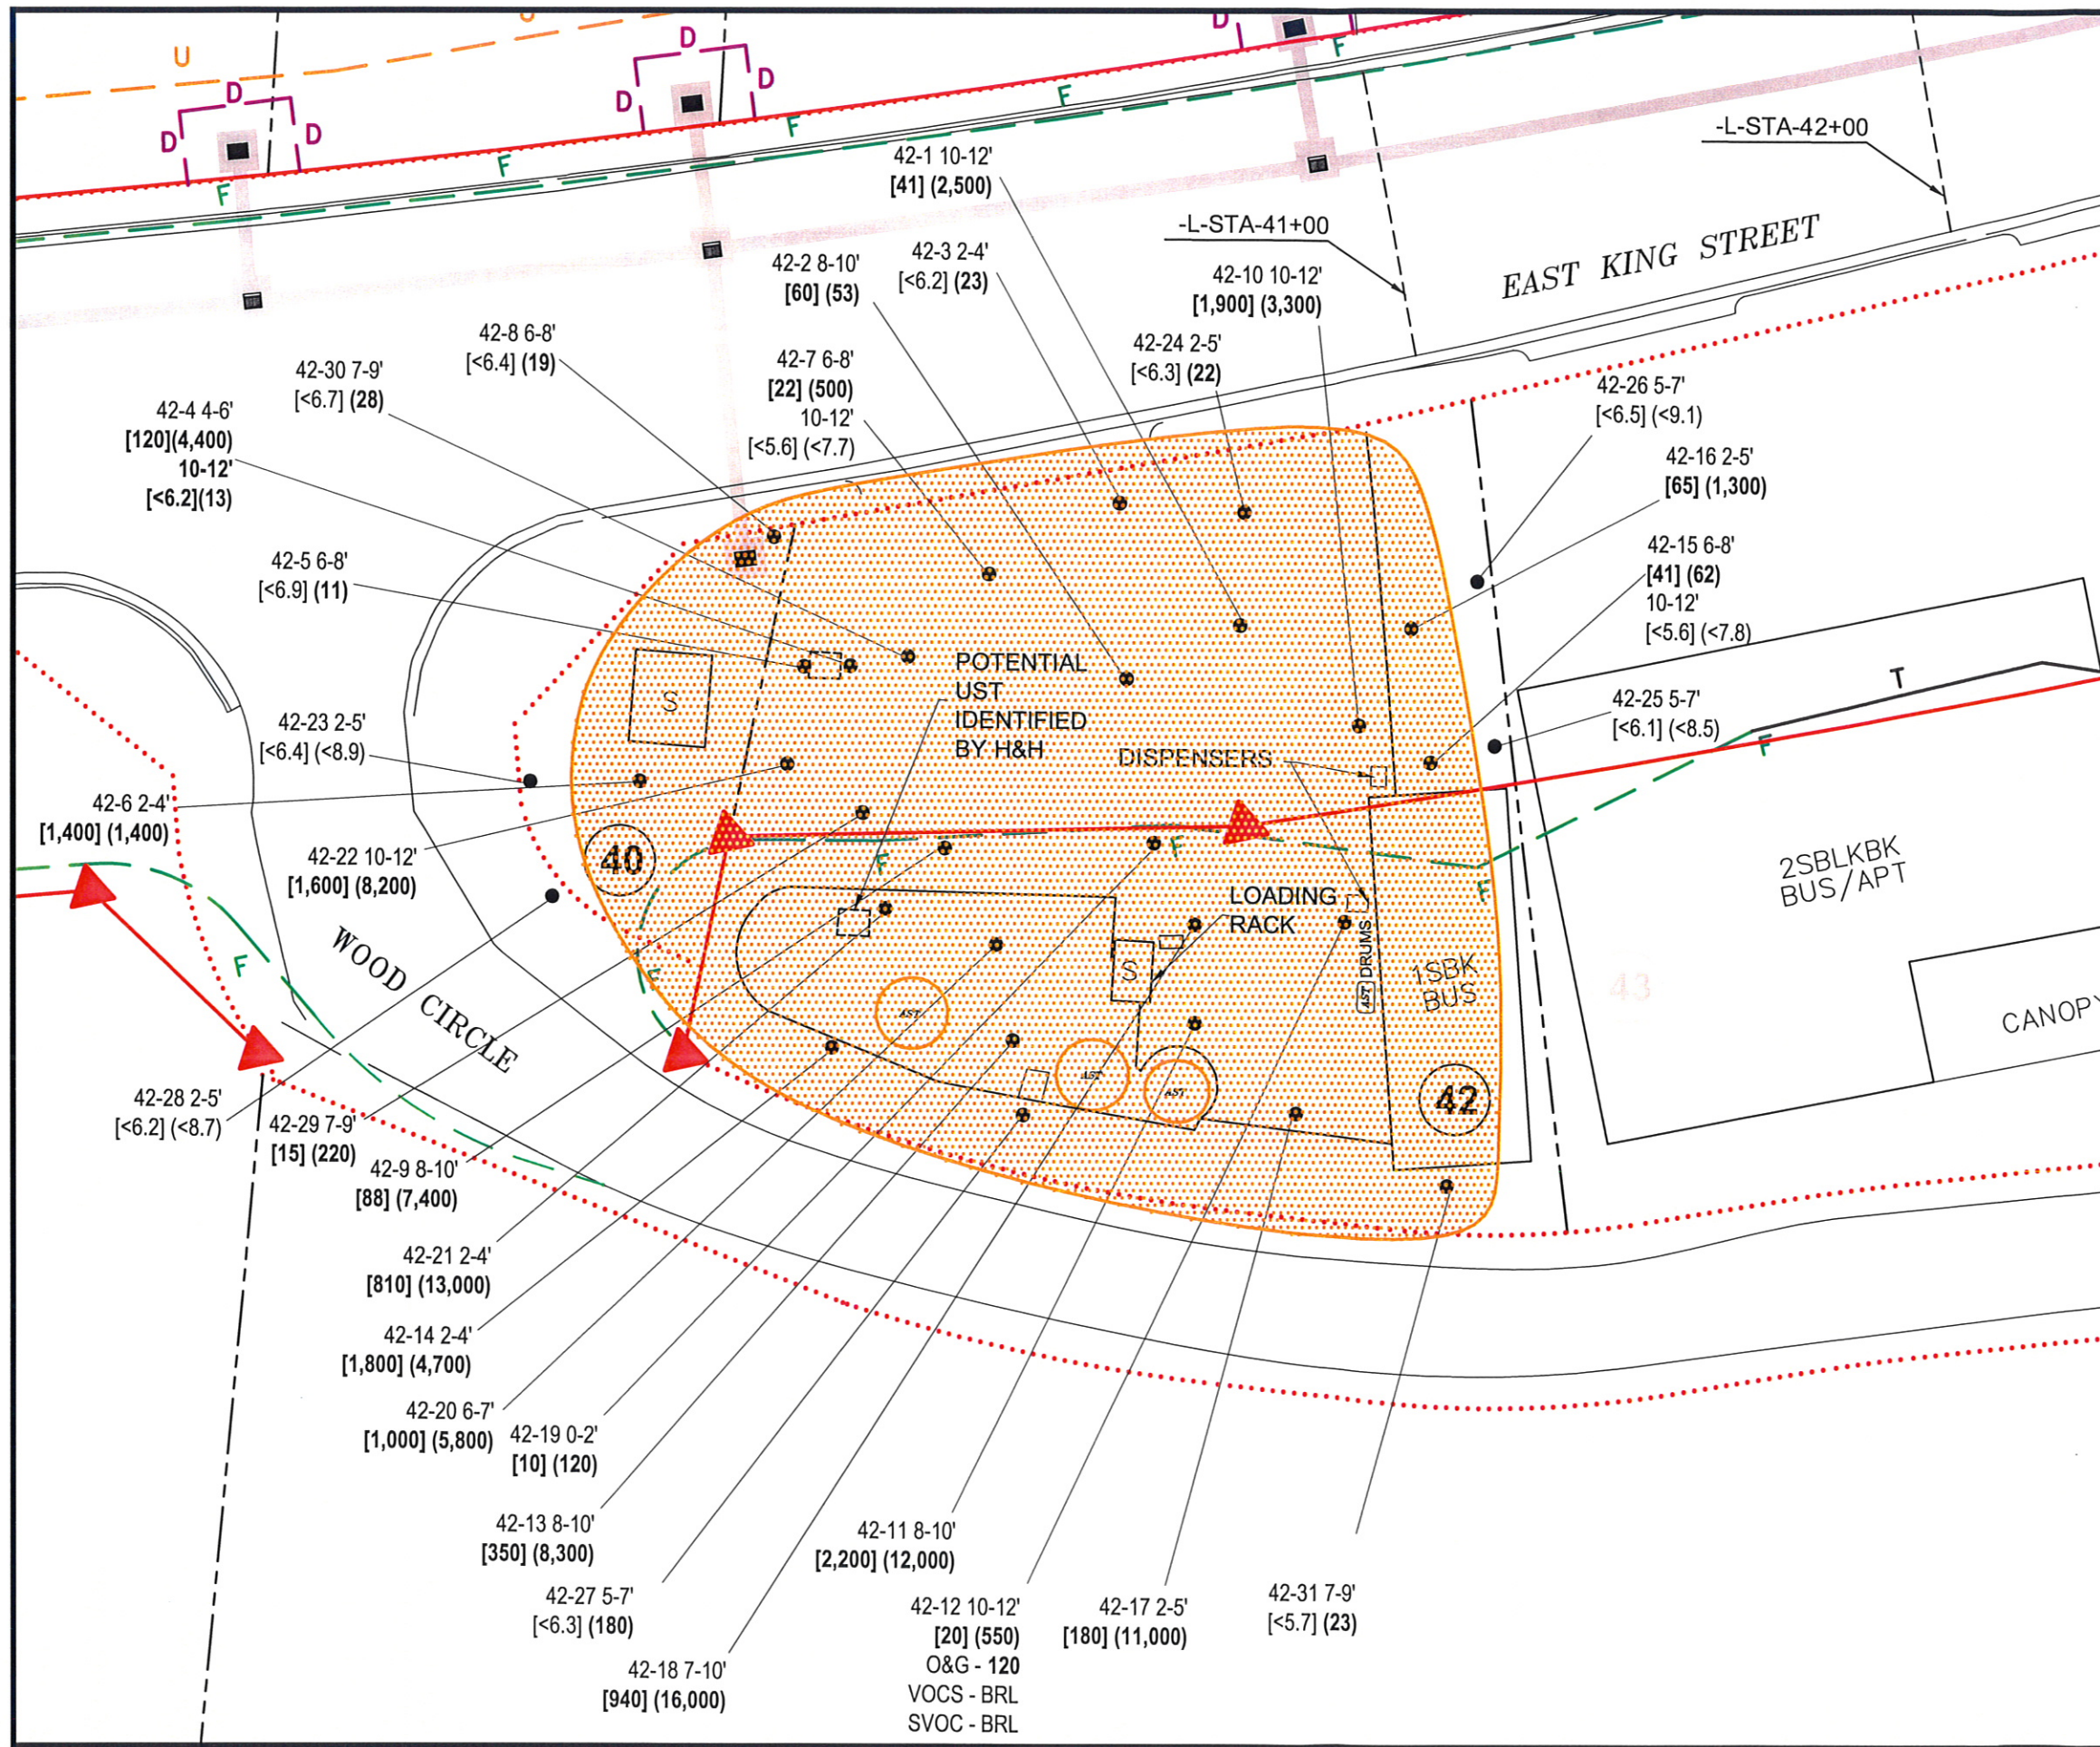 U
D
D
D
D
D
D
D
F
F
F
F
F
42-1 10-12'
[41] (2,500)
-L-STA-42+00
-L-STA-41+00
EAST KING STREET
42-2 8-10'
[60] (53)
42-3 2-4'
[<6.2] (23)
42-10 10-12'
[1,900] (3,300)
42-8 6-8'
[<6.4] (19)
42-7 6-8'
[22] (500)
10-12'
[<5.6] (<7.7)
42-24 2-5'
[<6.3] (22)
42-30 7-9'
[<6.7] (28)
42-4 4-6'
[120](4,400)
10-12'
[<6.2](13)
42-26 5-7'
[<6.5] (<9.1)
42-16 2-5'
[65] (1,300)
42-15 6-8'
[41] (62)
10-12'
[<5.6] (<7.8)
42-5 6-8'
[<6.9] (11)
S
POTENTIAL
UST
IDENTIFIED
BY H&H
DISPENSERS
42-25 5-7'
[<6.1] (<8.5)
T
F
42-23 2-5'
[<6.4] (<8.9)
42-6 2-4'
[1,400] (1,400)
42-22 10-12'
[1,600] (8,200)
40
F
F
F
F
LOADING
RACK
2SBLKBK
BUS/APT
F
WOOD CIRCLE
S
AST DRUMS
1SBK
BUS
43
CANOPY
AST
AST
AST
42
42-28 2-5'
[<6.2] (<8.7)
42-29 7-9'
[15] (220)
42-9 8-10'
[88] (7,400)
42-21 2-4'
[810] (13,000)
42-14 2-4'
[1,800] (4,700)
42-20 6-7'
[1,000] (5,800)
42-19 0-2'
[10] (120)
42-13 8-10'
[350] (8,300)
42-27 5-7'
[<6.3] (180)
42-18 7-10'
[940] (16,000)
42-11 8-10'
[2,200] (12,000)
42-12 10-12'
[20] (550)
O&G - 120
VOCS - BRL
SVOC - BRL
42-17 2-5'
[180] (11,000)
42-31 7-9'
[<5.7] (23)